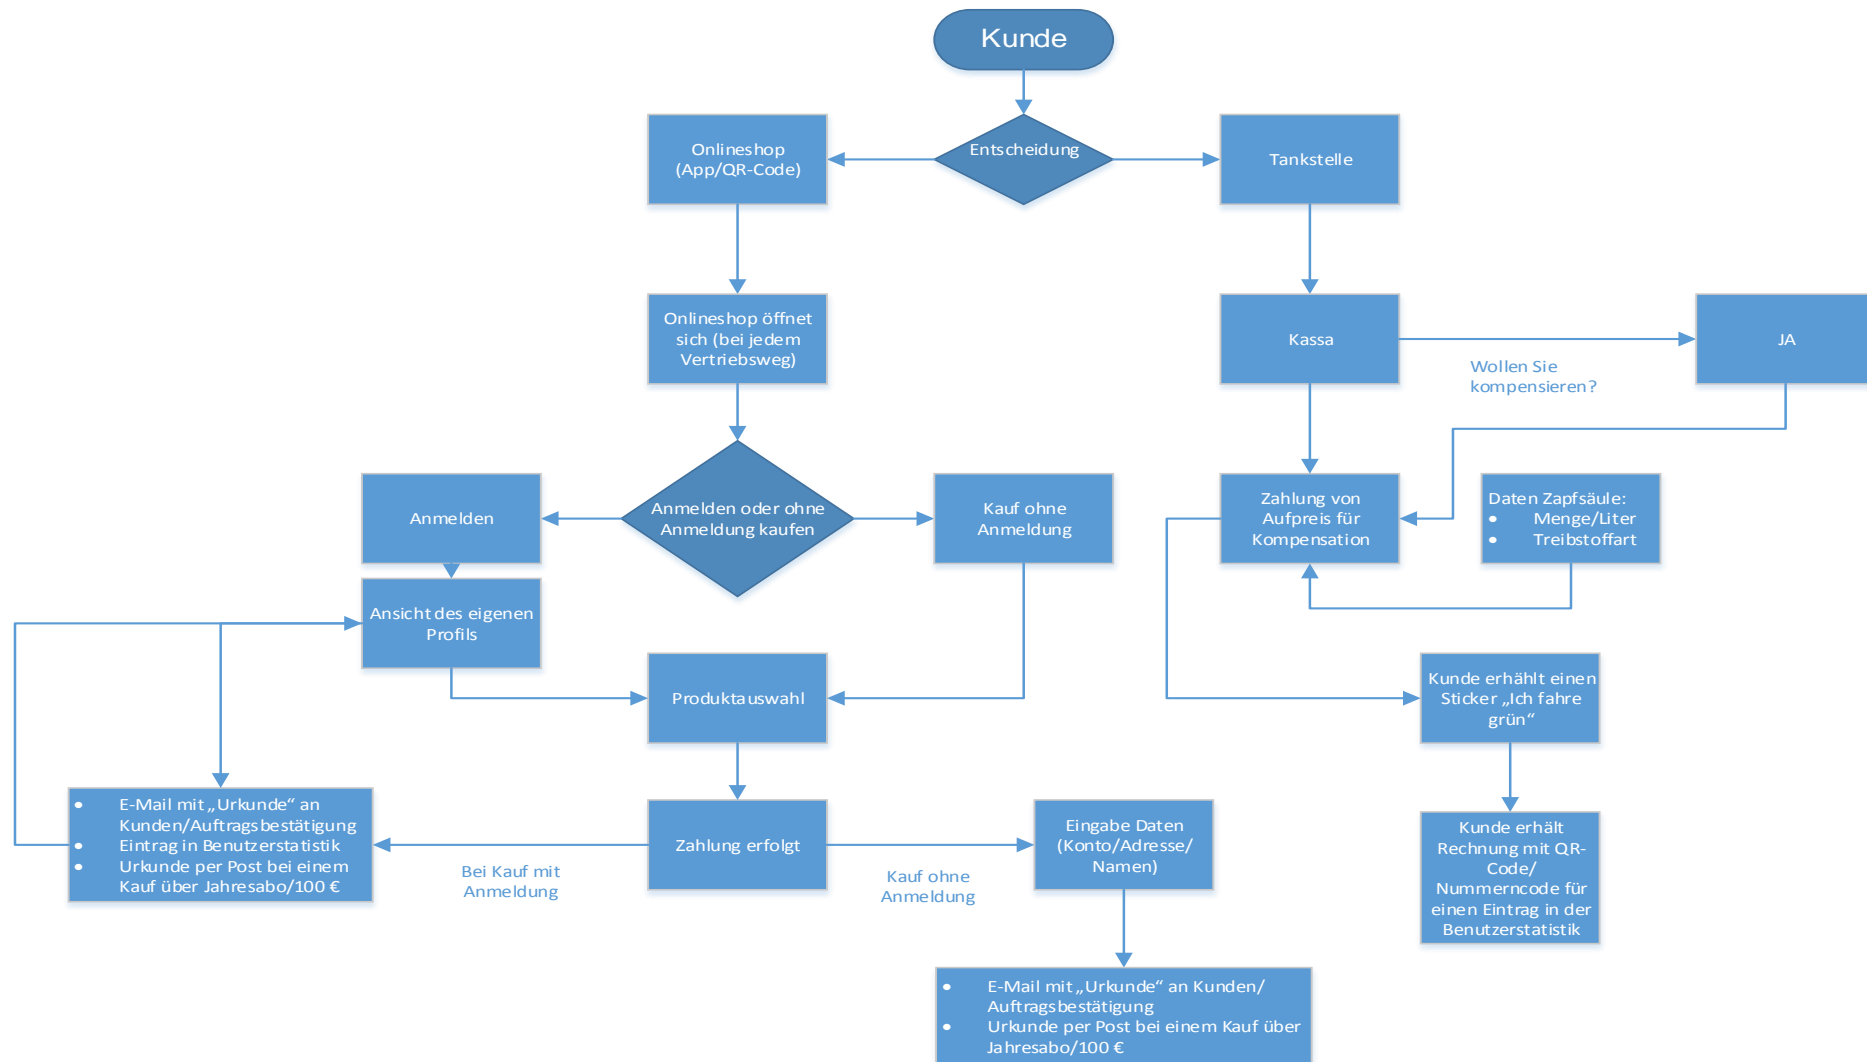 Kunde
Entscheidung
Onlineshop
(App/QR-Code)
Tankstelle
Onlineshop öffnet
sich (bei jedem
Vertriebsweg)
Kassa
JA
Wollen Sie
kompensieren?
Anmelden
Anmelden oder ohne
Anmeldung kaufen
Kauf ohne
Anmeldung
Zahlung von
Aufpreis für
Kompensation
Daten Zapfsäule:
• Menge/Liter
• Treibstoffart
Ansicht des eigenen
Profils
Produktauswahl
Kunde erhählt einen
Sticker „Ich fahre
grün“
• E-Mail mit „Urkunde“ an
Kunden/Auftragsbestätigung
• Eintrag in Benutzerstatistik
• Urkunde per Post bei einem
Kauf über Jahresabo/100 €
Bei Kauf mit
Anmeldung
Zahlung erfolgt
Kauf ohne
Anmeldung
Eingabe Daten
(Konto/Adresse/
Namen)
Kunde erhält
Rechnung mit QR-
Code/
Nummerncode für
einen Eintrag in der
Benutzerstatistik
• E-Mail mit „Urkunde“ an Kunden/
Auftragsbestätigung
• Urkunde per Post bei einem Kauf über
Jahresabo/100 €